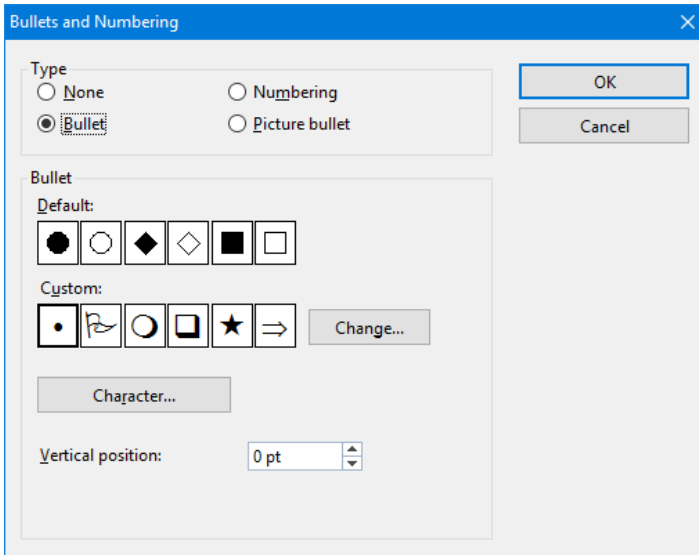 Bullets and Numbering
Type
None
Numbering
Bullet
Picture bullet
OK
Cancel
Bullet
Default:
Custom:
Change...
Character...
Vertical position:
0 pt